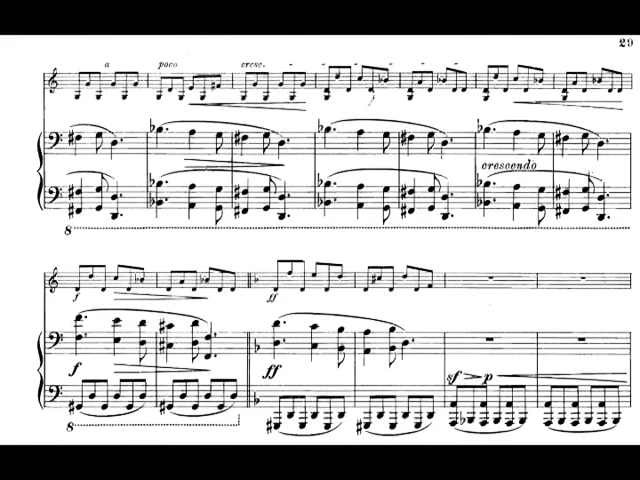 29
a poco cresc. - - - - -
crescendo
8
f ff
f ff sf > p
8